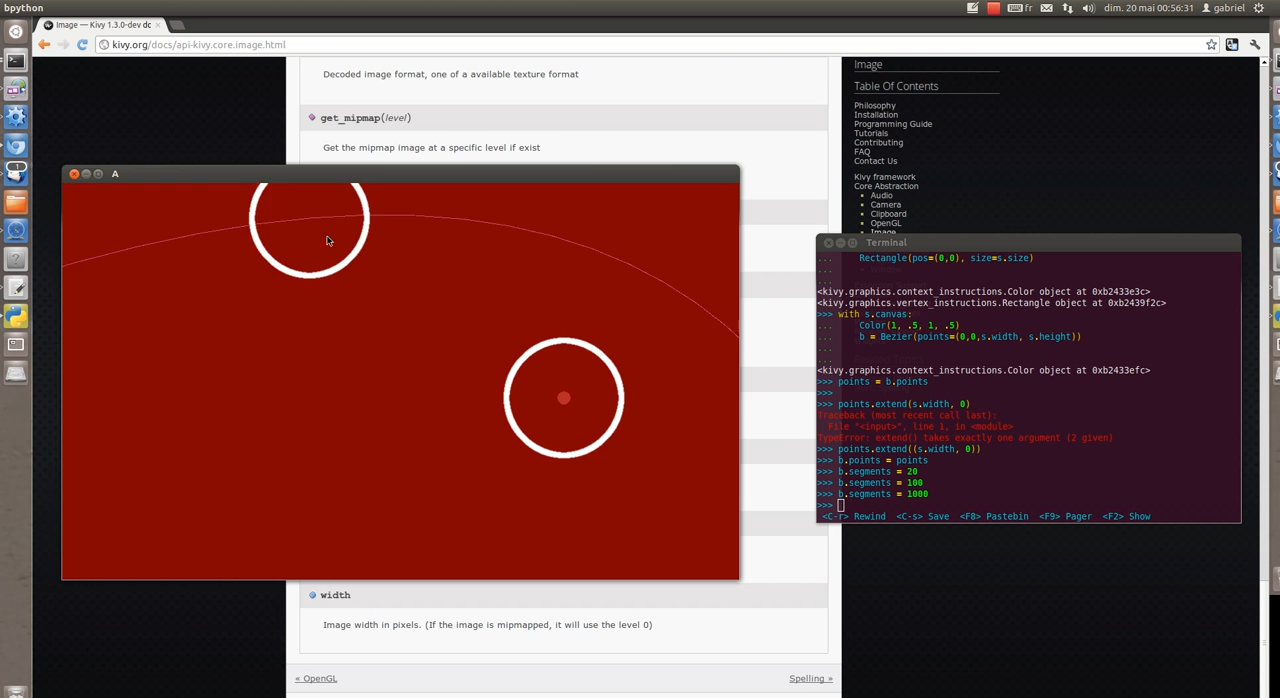 bpython
fr
dim. 20 mai 00:56:31
gabriel
Image — Kivy 1.3.0-dev dc
kivy.org/docs/api-kivy.core.image.html
1
Decoded image format, one of a available texture format
get_mipmap(level)
Get the mipmap image at a specific level if exist
A
width
Image width in pixels. (If the image is mipmapped, it will use the level 0)
« OpenGL
Spelling »
Image
Table Of Contents
Philosophy
Installation
Programming Guide
Tutorials
Contributing
FAQ
Contact Us
Kivy framework
Core Abstraction
Audio
Camera
Clipboard
OpenGL
Image
Terminal
...     Rectangle(pos=(0,0), size=s.size)
...
...
<kivy.graphics.context_instructions.Color object at 0xb2433e3c>
<kivy.graphics.vertex_instructions.Rectangle object at 0xb2439f2c>
>>> with s.canvas:
...     Color(1, .5, 1, .5)
...     b = Bezier(points=(0,0,s.width, s.height))
...
...
<kivy.graphics.context_instructions.Color object at 0xb2433efc>
>>> points = b.points
>>>
>>> points.extend(s.width, 0)
Traceback (most recent call last):
  File "<input>", line 1, in <module>
TypeError: extend() takes exactly one argument (2 given)
>>> points.extend((s.width, 0))
>>> b.points = points
>>> b.segments = 20
>>> b.segments = 100
>>> b.segments = 1000
>>>
<C-r> Rewind  <C-s> Save  <F8> Pastebin  <F9> Pager  <F2> Show